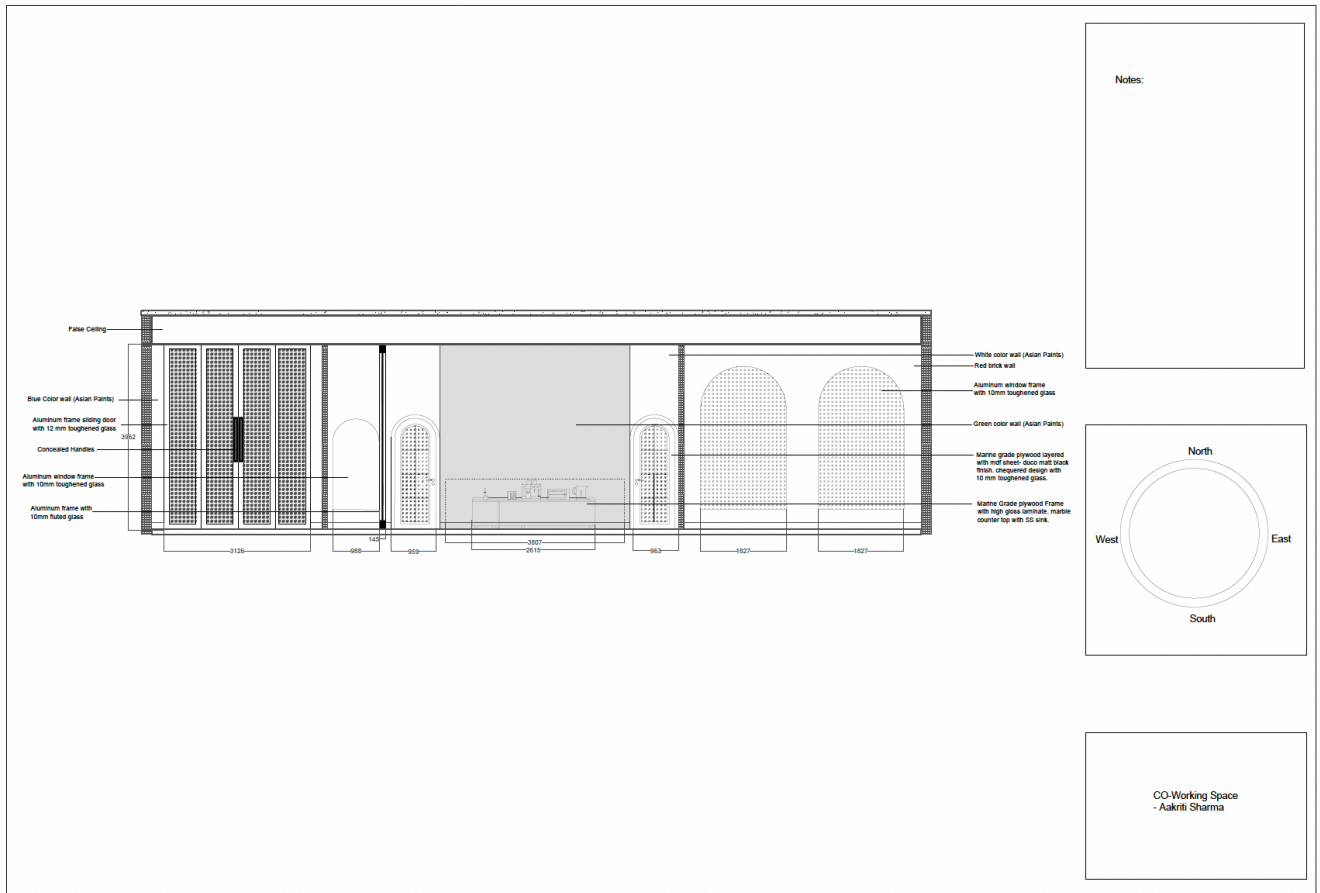 Notes:
False Ceiling
Blue Color wall (Asian Paints)
Aluminum frame sliding door
with 12 mm toughened glass
3962
Concealed Handles
Aluminum window frame
with 10mm toughened glass
Aluminum frame with
10mm fluted glass
White color wall (Asian Paints)
Red brick wall
Aluminum window frame
with 10mm toughened glass
Green color wall (Asian Paints)
Marine grade plywood layered
with mdf sheet- duco matt black
finish. chequered design with
10 mm toughened glass.
Marine Grade plywood Frame
with high gloss laminate. marble
counter top with SS sink.
3126
988
145
959
3807
2615
963
1827
1827
North
West
East
South
CO-Working Space
- Aakriti Sharma